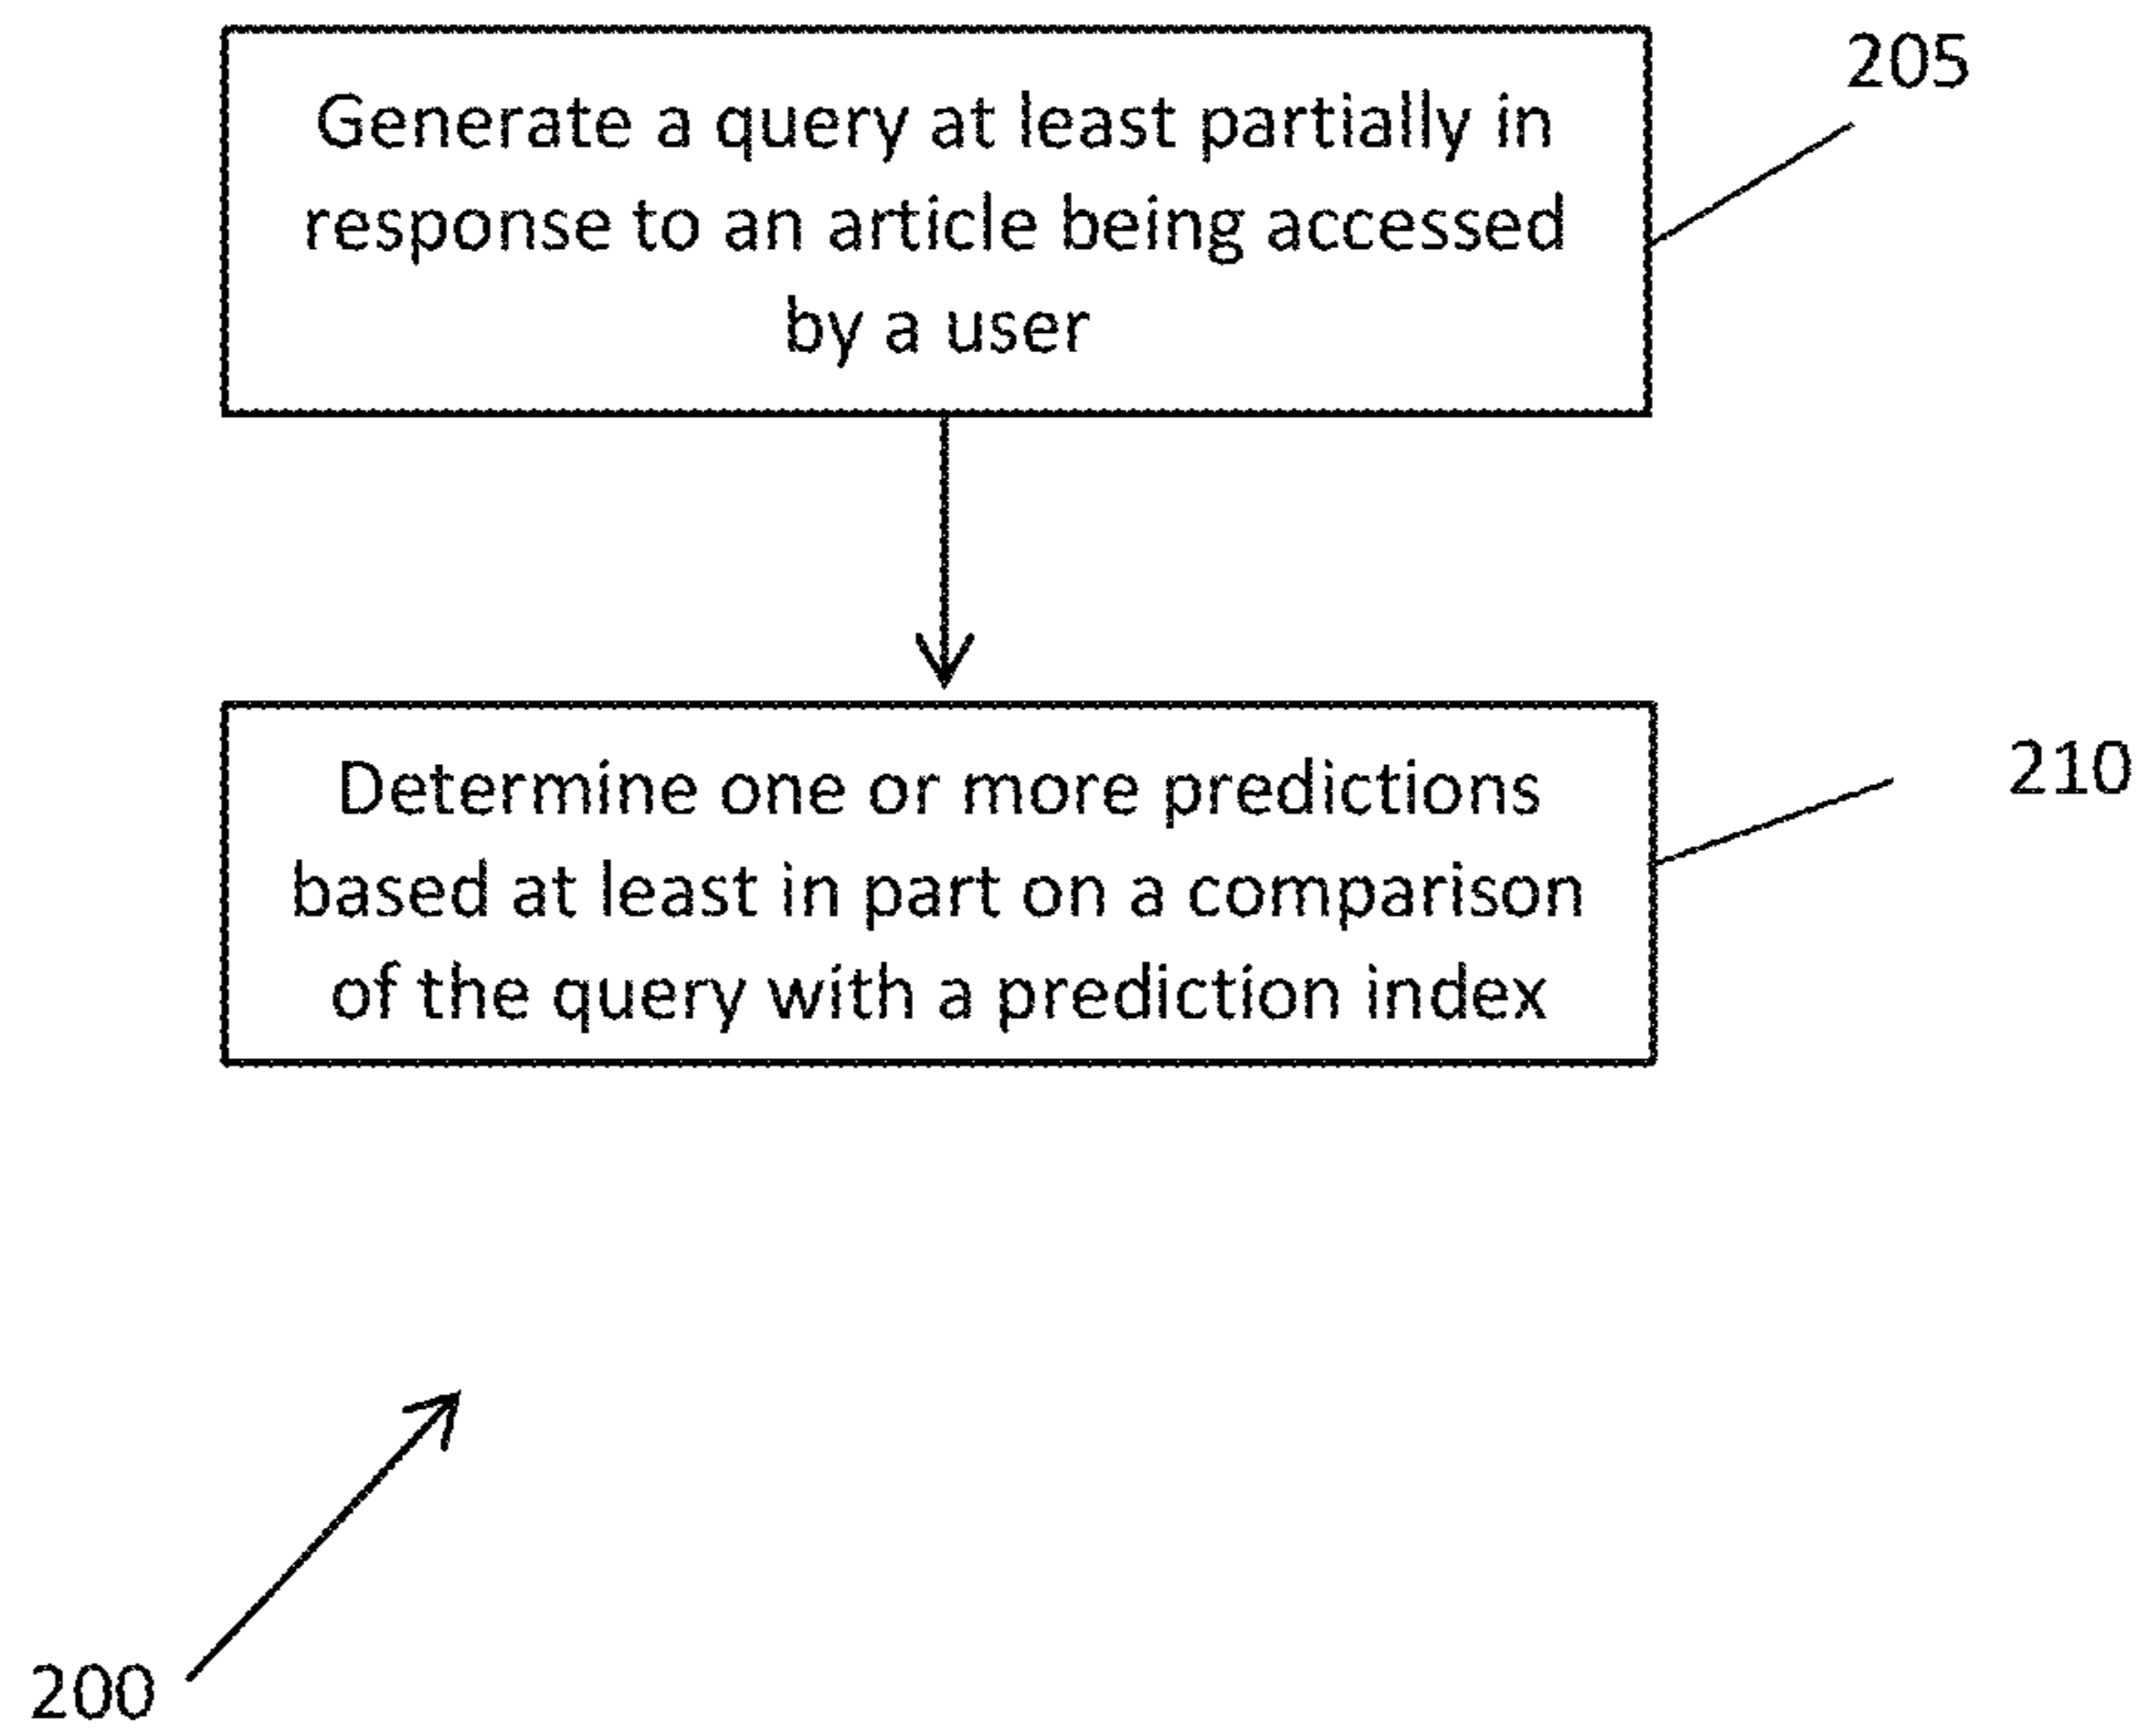 205
Generate a query at least partially in
response to an article being accessed
by a user
210
Determine one or more predictions
based at least in part on a comparison
of the query with a prediction index
200